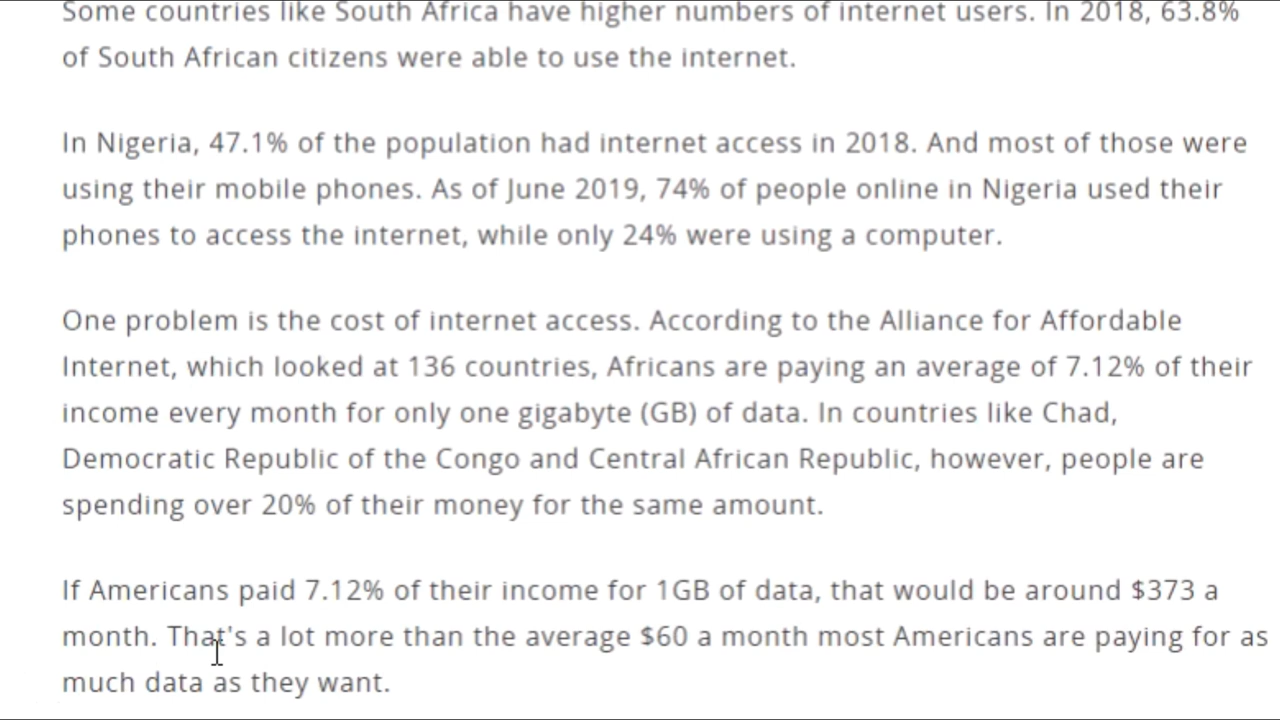 Some countries like South Africa have higher numbers of internet users. In 2018, 63.8%
of South African citizens were able to use the internet.
In Nigeria, 47.1% of the population had internet access in 2018. And most of those were
using their mobile phones. As of June 2019, 74% of people online in Nigeria used their
phones to access the internet, while only 24% were using a computer.
One problem is the cost of internet access. According to the Alliance for Affordable
Internet, which looked at 136 countries, Africans are paying an average of 7.12% of their
income every month for only one gigabyte (GB) of data. In countries like Chad,
Democratic Republic of the Congo and Central African Republic, however, people are
spending over 20% of their money for the same amount.
If Americans paid 7.12% of their income for 1GB of data, that would be around $373 a
month. That's a lot more than the average $60 a month most Americans are paying for as
much data as they want.